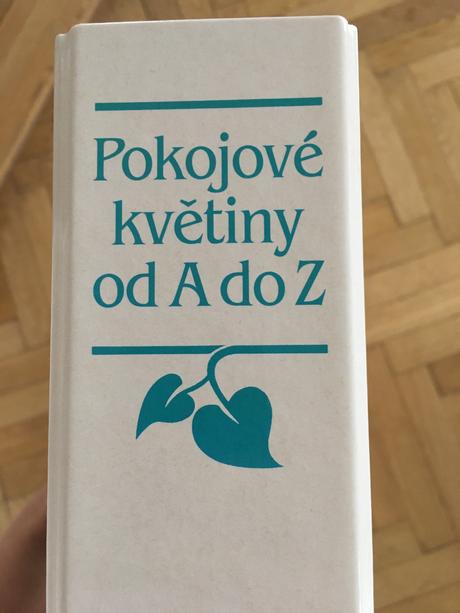 Pokojové
květiny
od A do Z